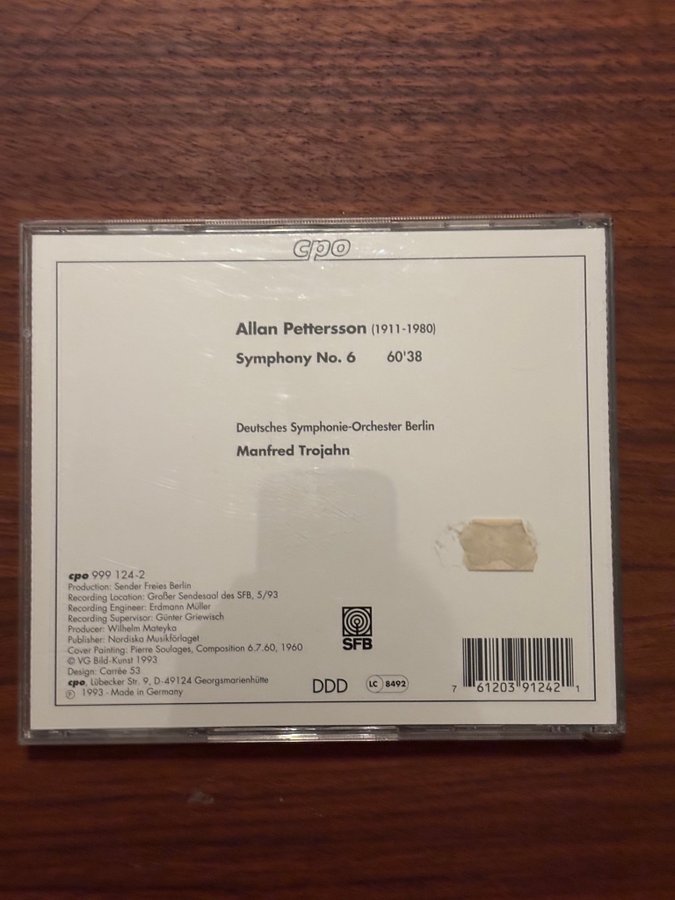 cpo
Allan Pettersson (1911-1980)
Symphony No. 6 60'38
Deutsches Symphonie-Orchester Berlin
Manfred Trojahn
cpo 999 124-2
Production: Sender Freies Berlin
Recording Location: Großer Sendesaal des SFB, 5/93
Recording Engineer: Erdmann Müller
Recording Supervisor: Günter Griewisch
Producer: Wilhelm Mateyka
Publisher: Nordiska Musikförlaget
Cover Painting: Pierre Soulages, Composition 6.7.60, 1960
© VG Bild-Kunst 1993
Design: Carrée 53
cpo, Lübecker Str. 9, D-49124 Georgsmarienhütte
℗ 1993 - Made in Germany
SFB
DDD
LC 8492
7 61203 91242 1